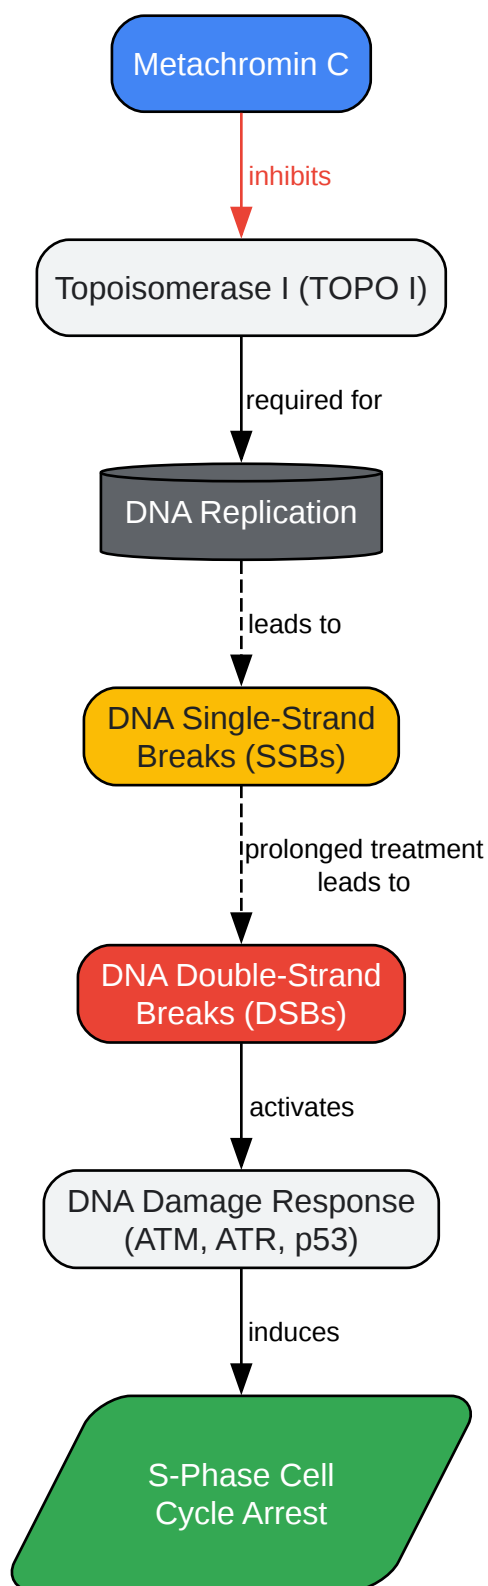 Metachromin C
inhibits
Topoisomerase I (TOPO I)
required for
DNA Replication
leads to
DNA Single-Strand
Breaks (SSBs)
prolonged treatment
leads to
DNA Double-Strand
Breaks (DSBs)
activates
DNA Damage Response
(ATM, ATR, p53)
induces
S-Phase Cell
Cycle Arrest